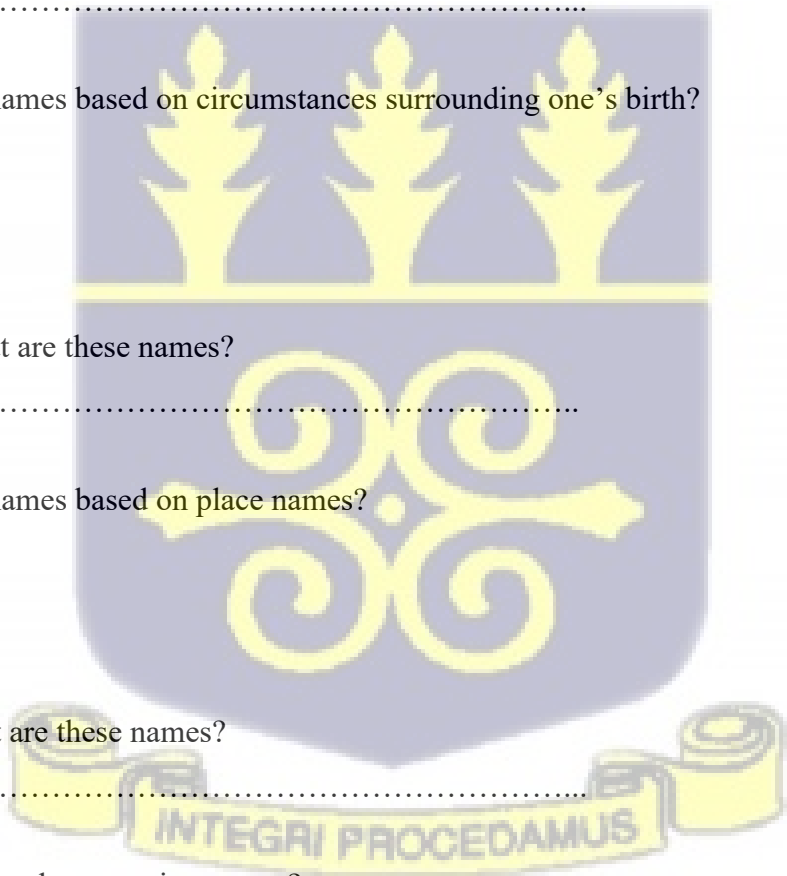 …………………………………………………………...
ames based on circumstances surrounding one’s birth?
t are these names?
…………………………………………………………..
ames based on place names?
t are these names?
…………………………………………………………...
INTEGRI PROCEDAMUS